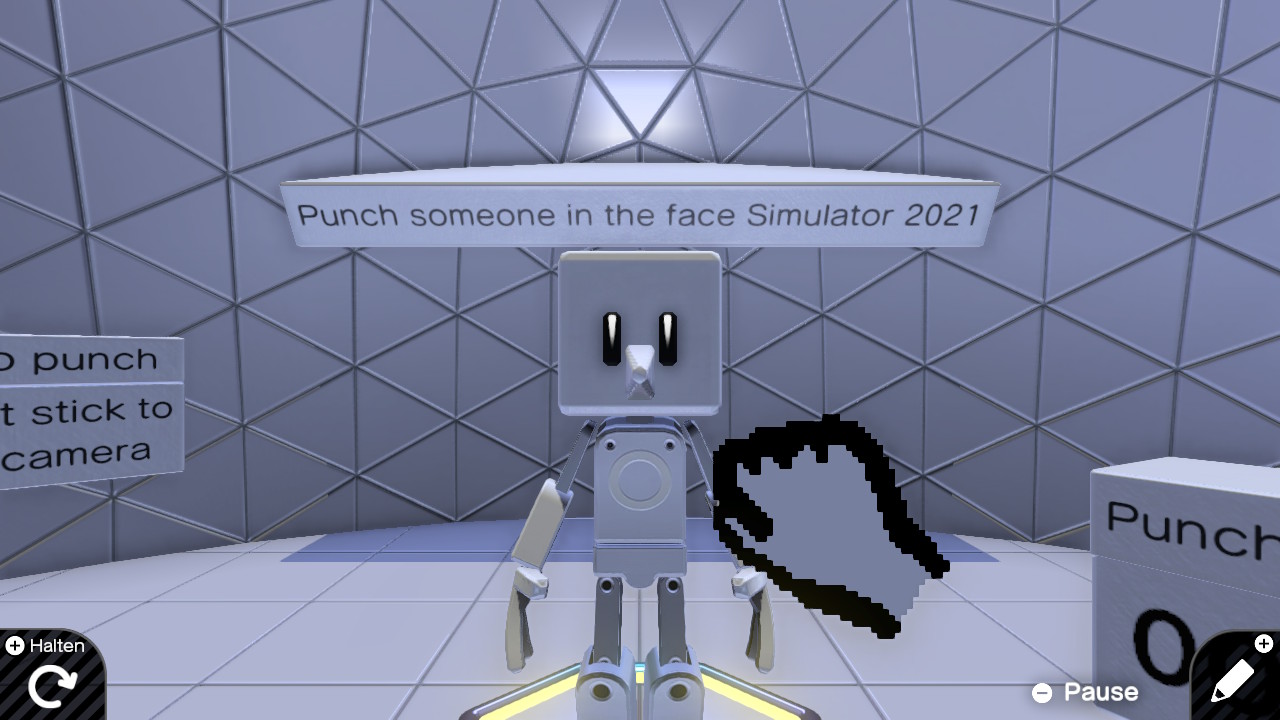 Punch someone in the face Simulator 2021
punch
stick to
camera
Punch
0
Halten
Pause